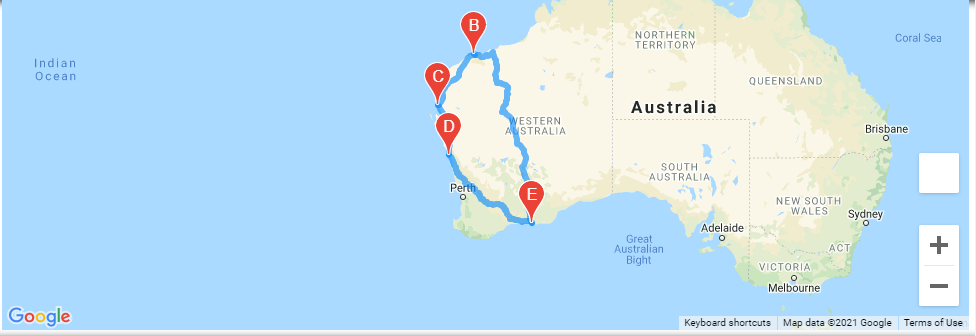 B
NORTHERN
TERRITORY
Coral Sea
Indian
Ocean
C
QUEENSLAND
Australia
D
WESTERN
AUSTRALIA
Brisbane
SOUTH
AUSTRALIA
Perth
E
NEW SOUTH
WALES
Sydney
Adelaide
Great
Australian
Bight
ACT
VICTORIA
Melbourne
Google
Keyboard shortcuts
Map data ©2021 Google
Terms of Use